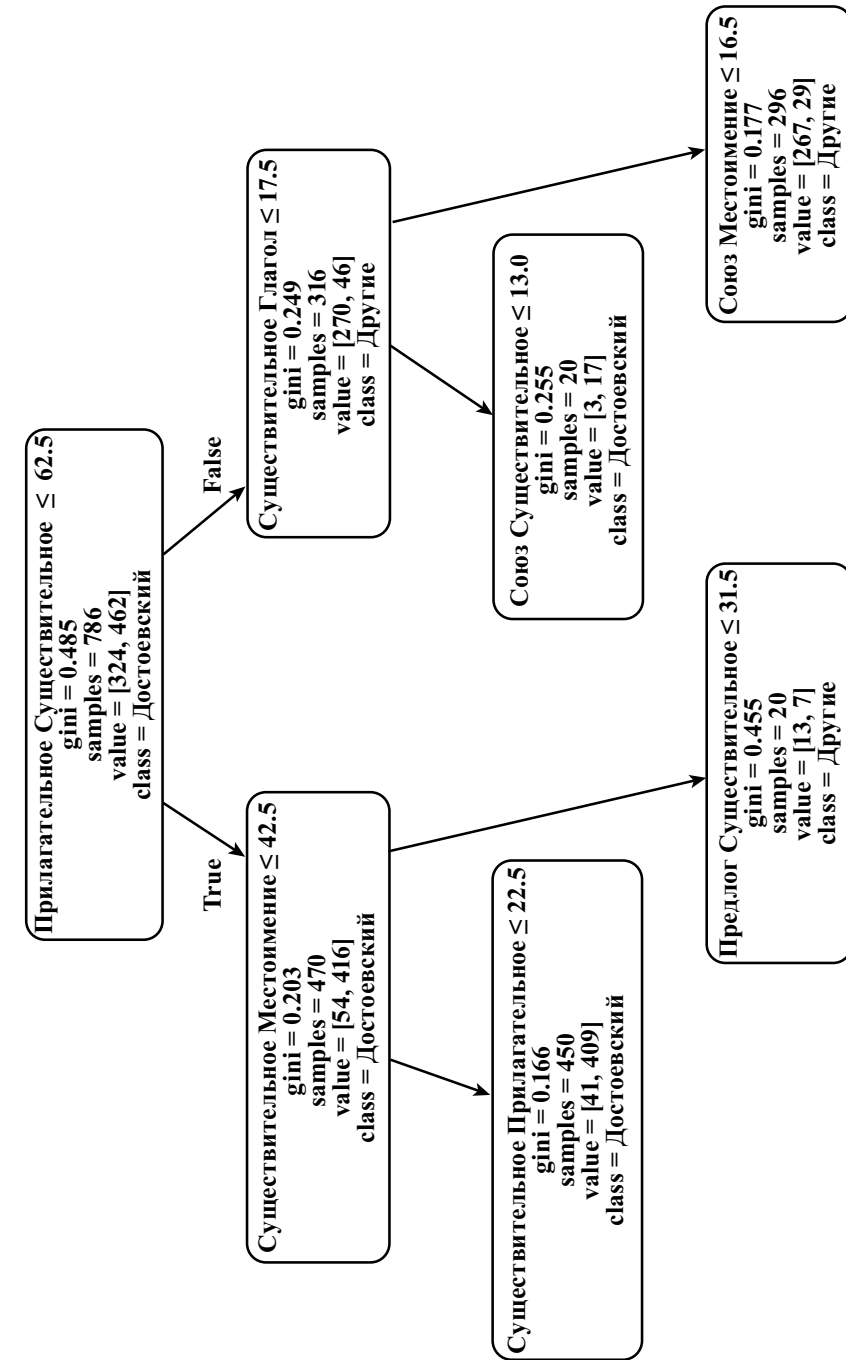 Прилагательное Существительное ≤ 62.5
gini = 0.485
samples = 786
value = [324, 462]
class = Достоевский
True
False
Существительное Местоимение ≤ 42.5
gini = 0.203
samples = 470
value = [54, 416]
class = Достоевский
Существительное Глагол ≤ 17.5
gini = 0.249
samples = 316
value = [270, 46]
class = Другие
Существительное Прилагательное ≤ 22.5
gini = 0.166
samples = 450
value = [41, 409]
class = Достоевский
Союз Существительное ≤ 13.0
gini = 0.255
samples = 20
value = [3, 17]
class = Достоевский
Предлог Существительное ≤ 31.5
gini = 0.455
samples = 20
value = [13, 7]
class = Другие
Союз Местоимение ≤ 16.5
gini = 0.177
samples = 296
value = [267, 29]
class = Другие